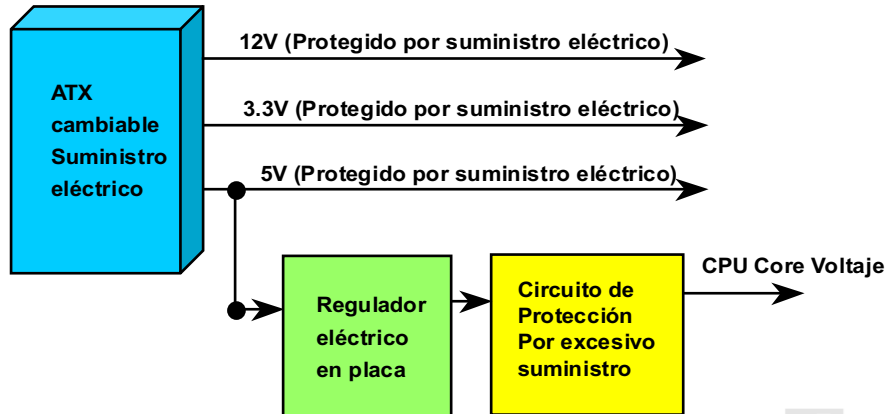 12V (Protegido por suministro eléctrico)
ATX
cambiable
Suministro
eléctrico
3.3V (Protegido por suministro eléctrico)
5V (Protegido por suministro eléctrico)
CPU Core Voltaje
Regulador
eléctrico
en placa
Circuito de
Protección
Por excesivo
suministro